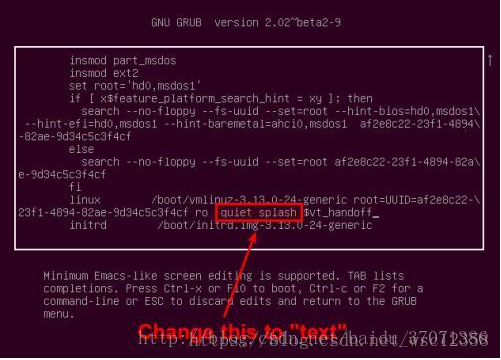 GNU GRUB  version 2.02~beta2-9
insmod part_msdos
insmod ext2
set root='hd0,msdos1'
if [ x$feature_platform_search_hint = xy ]; then
search --no-floppy --fs-uuid --set=root --hint-bios=hd0,msdos1\
--hint-efi=hd0,msdos1 --hint-baremetal=ahci0,msdos1  af2e8c22-23f1-4894\
-82ae-9d34c5c3f4cf
else
search --no-floppy --fs-uuid --set=root af2e8c22-23f1-4894-82a\
e-9d34c5c3f4cf
fi
linux        /boot/vmlinuz-3.13.0-24-generic root=UUID=af2e8c22-\
23f1-4894-82ae-9d34c5c3f4cf ro  quiet splash $vt_handoff_
initrd       /boot/initrd.img-3.13.0-24-generic
Minimum Emacs-like screen editing is supported. TAB lists
completions. Press Ctrl-x or F10 to boot, Ctrl-c or F2 for a
command-line or ESC to discard edits and return to the GRUB
menu.
Change this to "text"